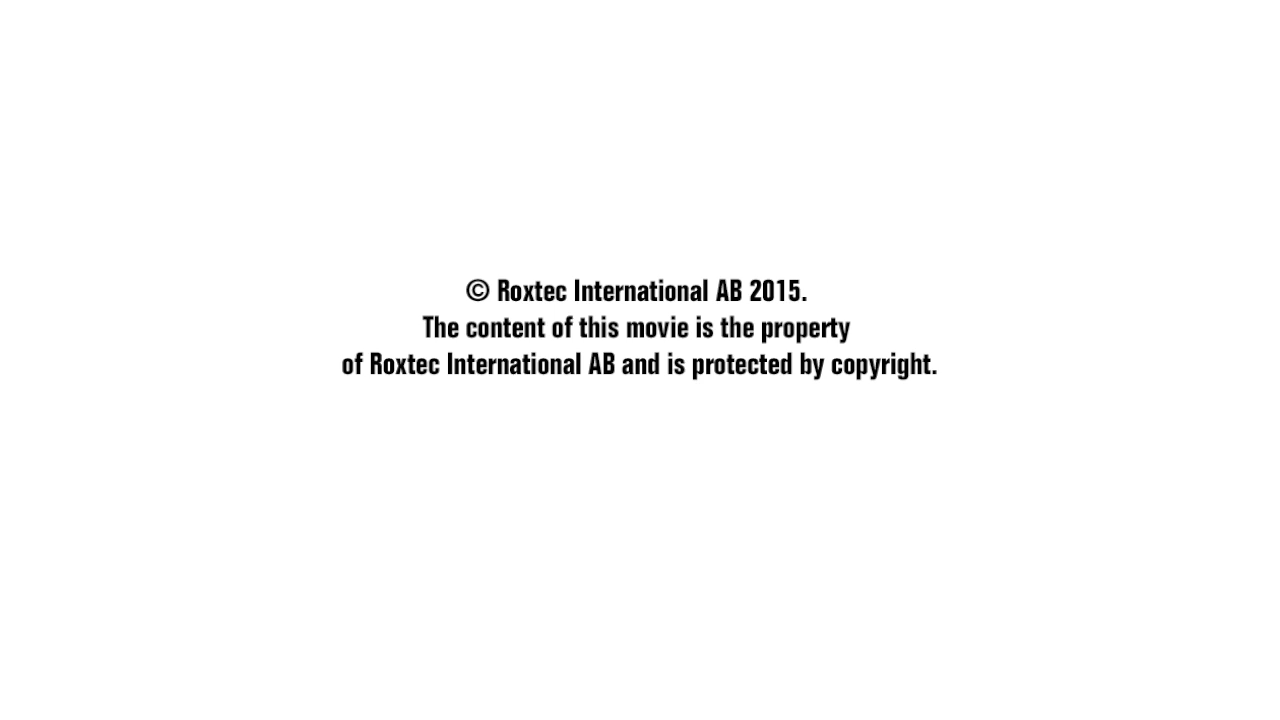 © Roxtec International AB 2015.
The content of this movie is the property
of Roxtec International AB and is protected by copyright.